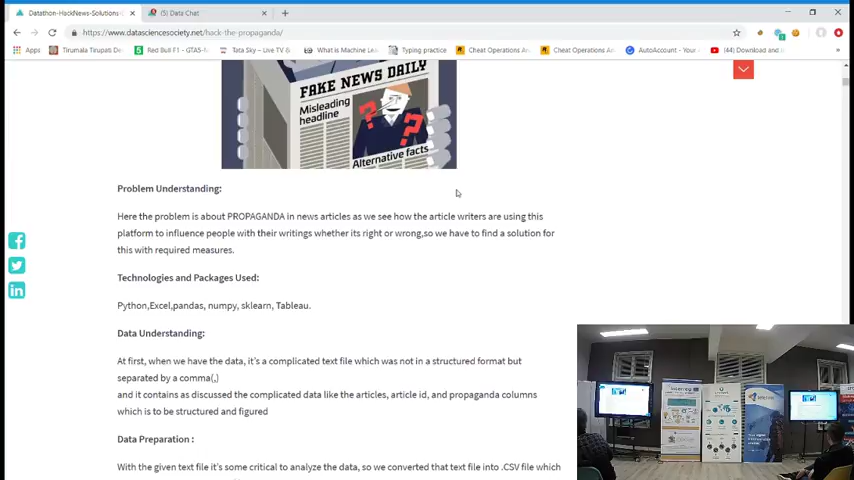 Datathon-HackNews-Solutions-
(5) Data Chat
https://www.datasciencesociety.net/hack-the-propaganda/
Apps
Tirumala Tirupati De
Red Bull F1 - GTA5-
Tata Sky – Live TV &
What is Machine Lea
Typing practice
Cheat Operations An
Cheat Operations An
AutoAccount - Your
(44) Download and
FAKE NEWS DAILY
Misleading
headline
Alternative facts
Problem Understanding:
Here the problem is about PROPAGANDA in news articles as we see how the article writers are using this
platform to influence people with their writings whether its right or wrong,so we have to find a solution for
this with required measures.
Technologies and Packages Used:
Python,Excel,pandas, numpy, sklearn, Tableau.
Data Understanding:
At first, when we have the data, it's a complicated text file which was not in a structured format but
separated by a comma(,)
and it contains as discussed the complicated data like the articles, article id, and propaganda columns
which is to be structured and figured
Data Preparation :
With the given text file it's some critical to analyze the data, so we converted that text file into .CSV file which